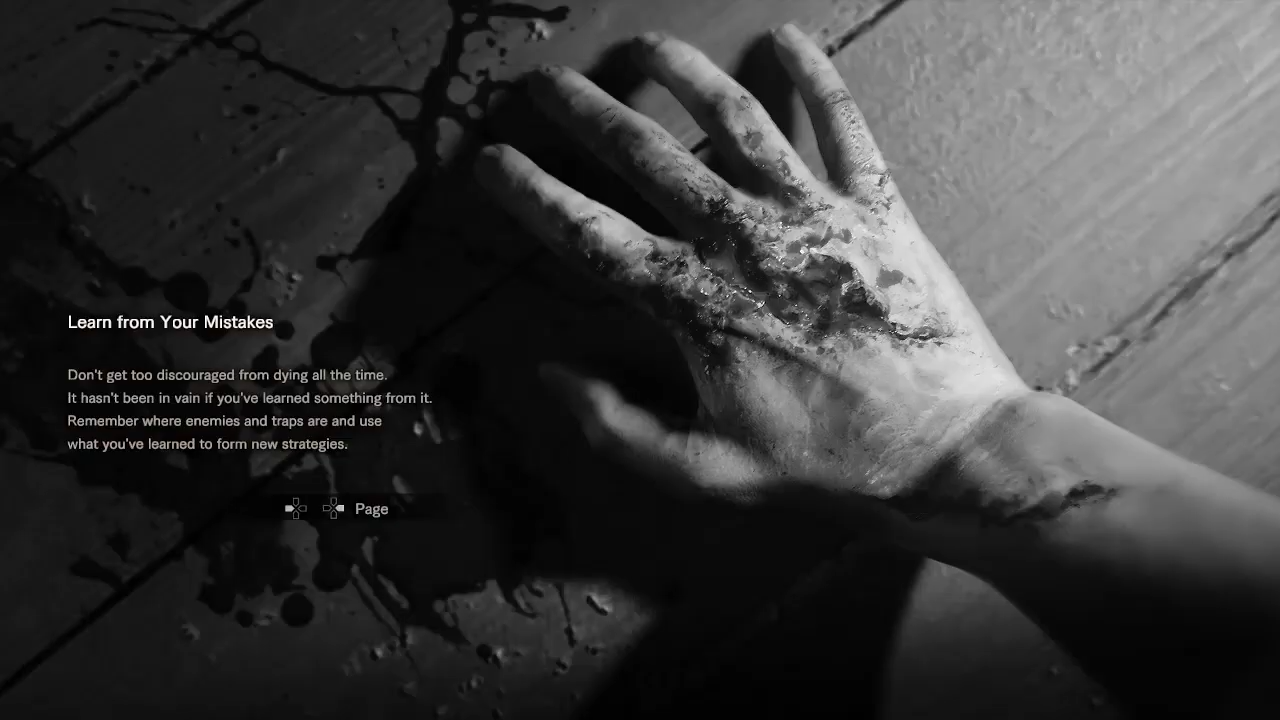 Learn from Your Mistakes
Don't get too discouraged from dying all the time.
It hasn't been in vain if you've learned something from it.
Remember where enemies and traps are and use
what you've learned to form new strategies.
Page